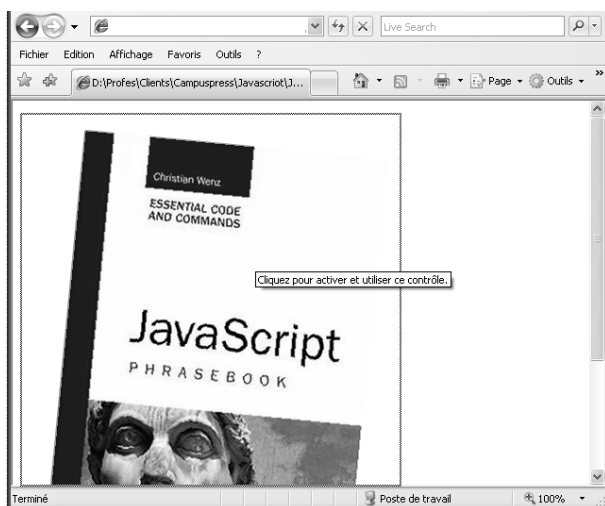 Live Search
Fichier Edition Affichage Favoris Outils ?
D:\Profes\Clients\Campuspress\Javascriot\J... Page Outils »
Christian Wenz
ESSENTIAL CODE
AND COMMANDS
Cliquez pour activer et utiliser ce contrôle.
JavaScript
PHRASEBOOK
Terminé Poste de travail 100%